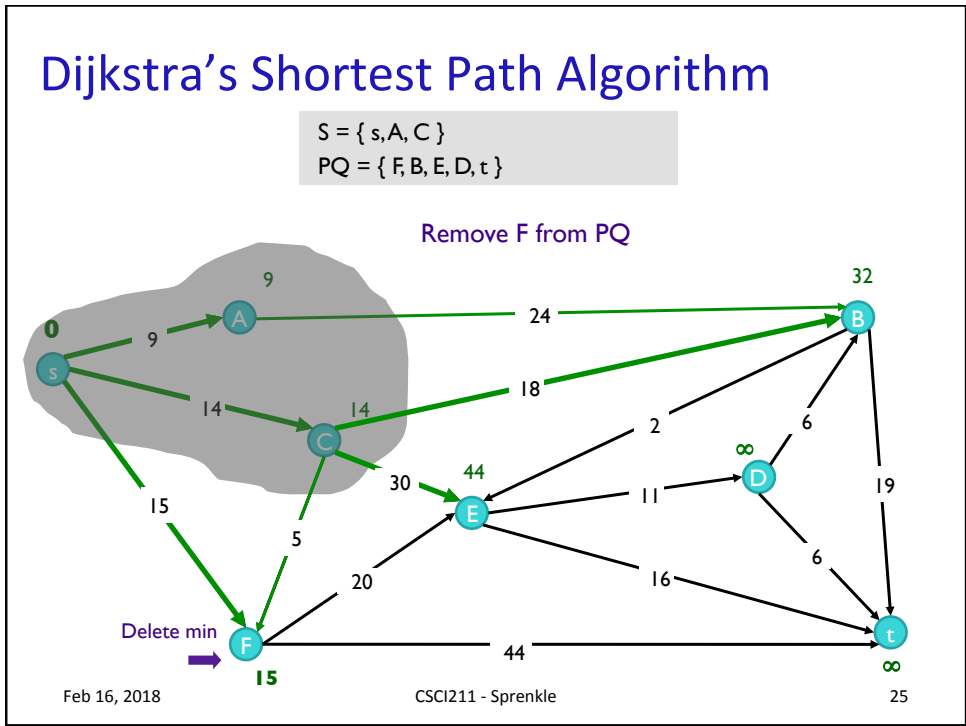 Dijkstra's Shortest Path Algorithm
S = { s, A, C }
PQ = { F, B, E, D, t }
Remove F from PQ
9
32
0
A
24
B
9
s
18
14
14
C
2
6
∞
44
D
30
19
11
E
15
5
6
20
16
Delete min
F
t
44
15
∞
Feb 16, 2018
CSCI211 - Sprenkle
25